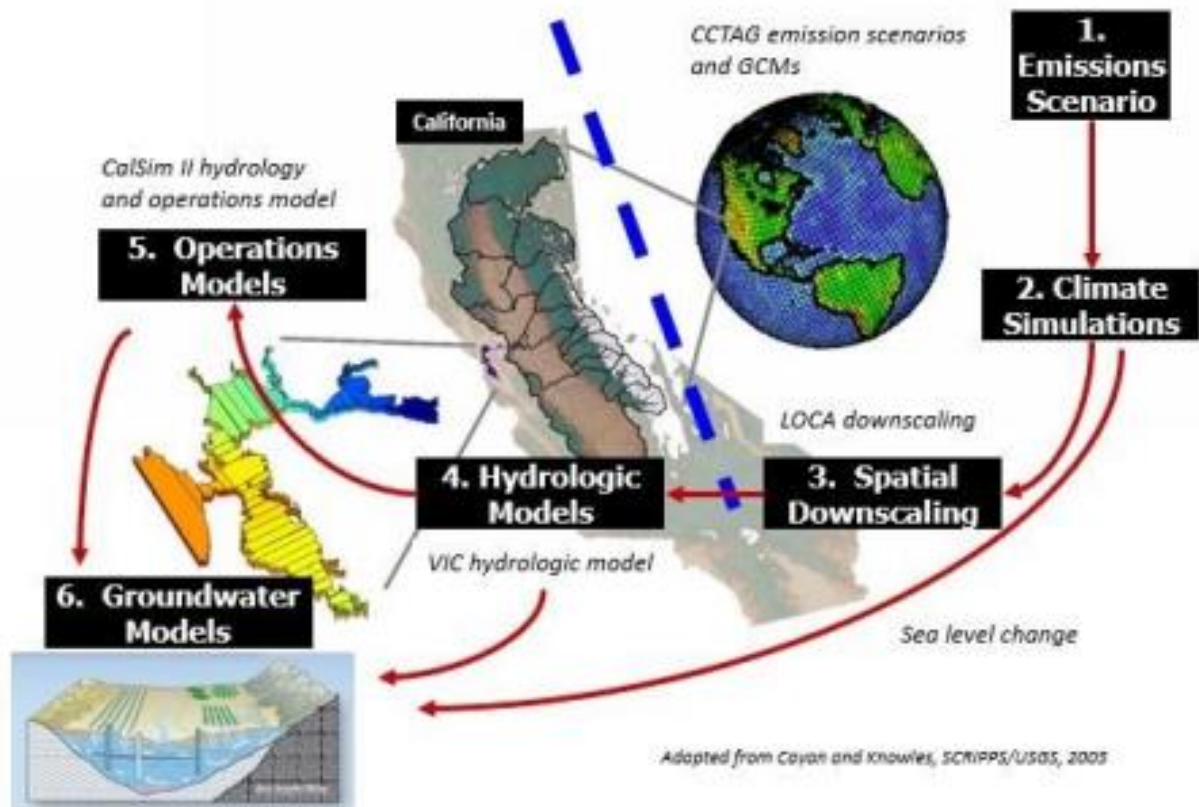 CCTAG emission scenarios
and GCMs
1.
Emissions
Scenario
California
CalSim II hydrology
and operations model
5. Operations
Models
2. Climate
Simulations
LOCA downscaling
4. Hydrologic
Models
3. Spatial
Downscaling
VIC hydrologic model
6. Groundwater
Models
Sea level change
Adapted from Cayan and Knowles, SCRIPPS/USGS, 2005